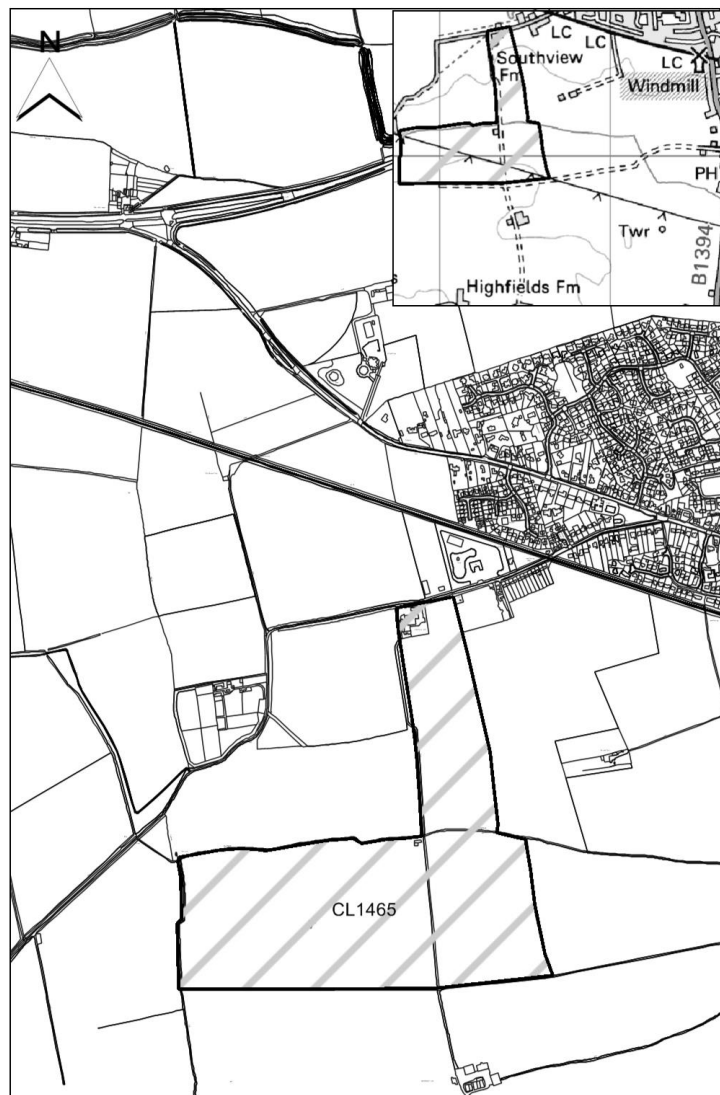 N
LC
LC
Southview
Fm
LC
Windmill
PH
Twr
B1394
Highfields Fm
CL1465